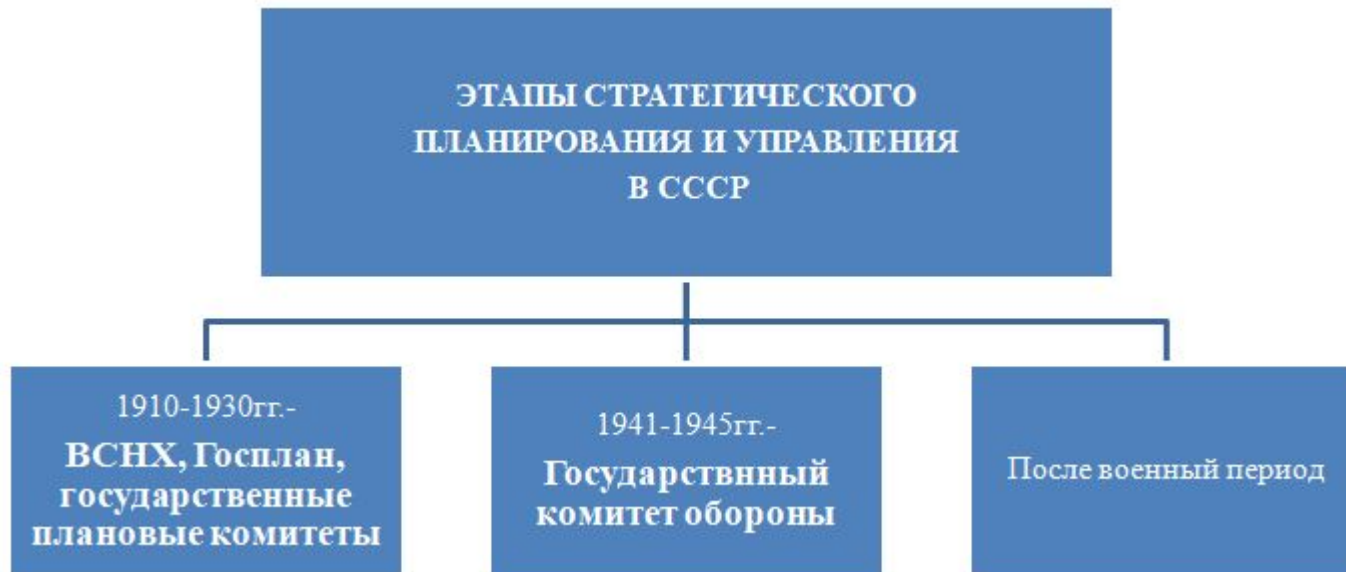 ЭТАПЫ СТРАТЕГИЧЕСКОГО
ПЛАНИРОВАНИЯ И УПРАВЛЕНИЯ
В СССР
1910-1930гг.-
ВСНХ, Госплан,
государственные
плановые комитеты
1941-1945гг.-
Государствнный
комитет обороны
После военный период